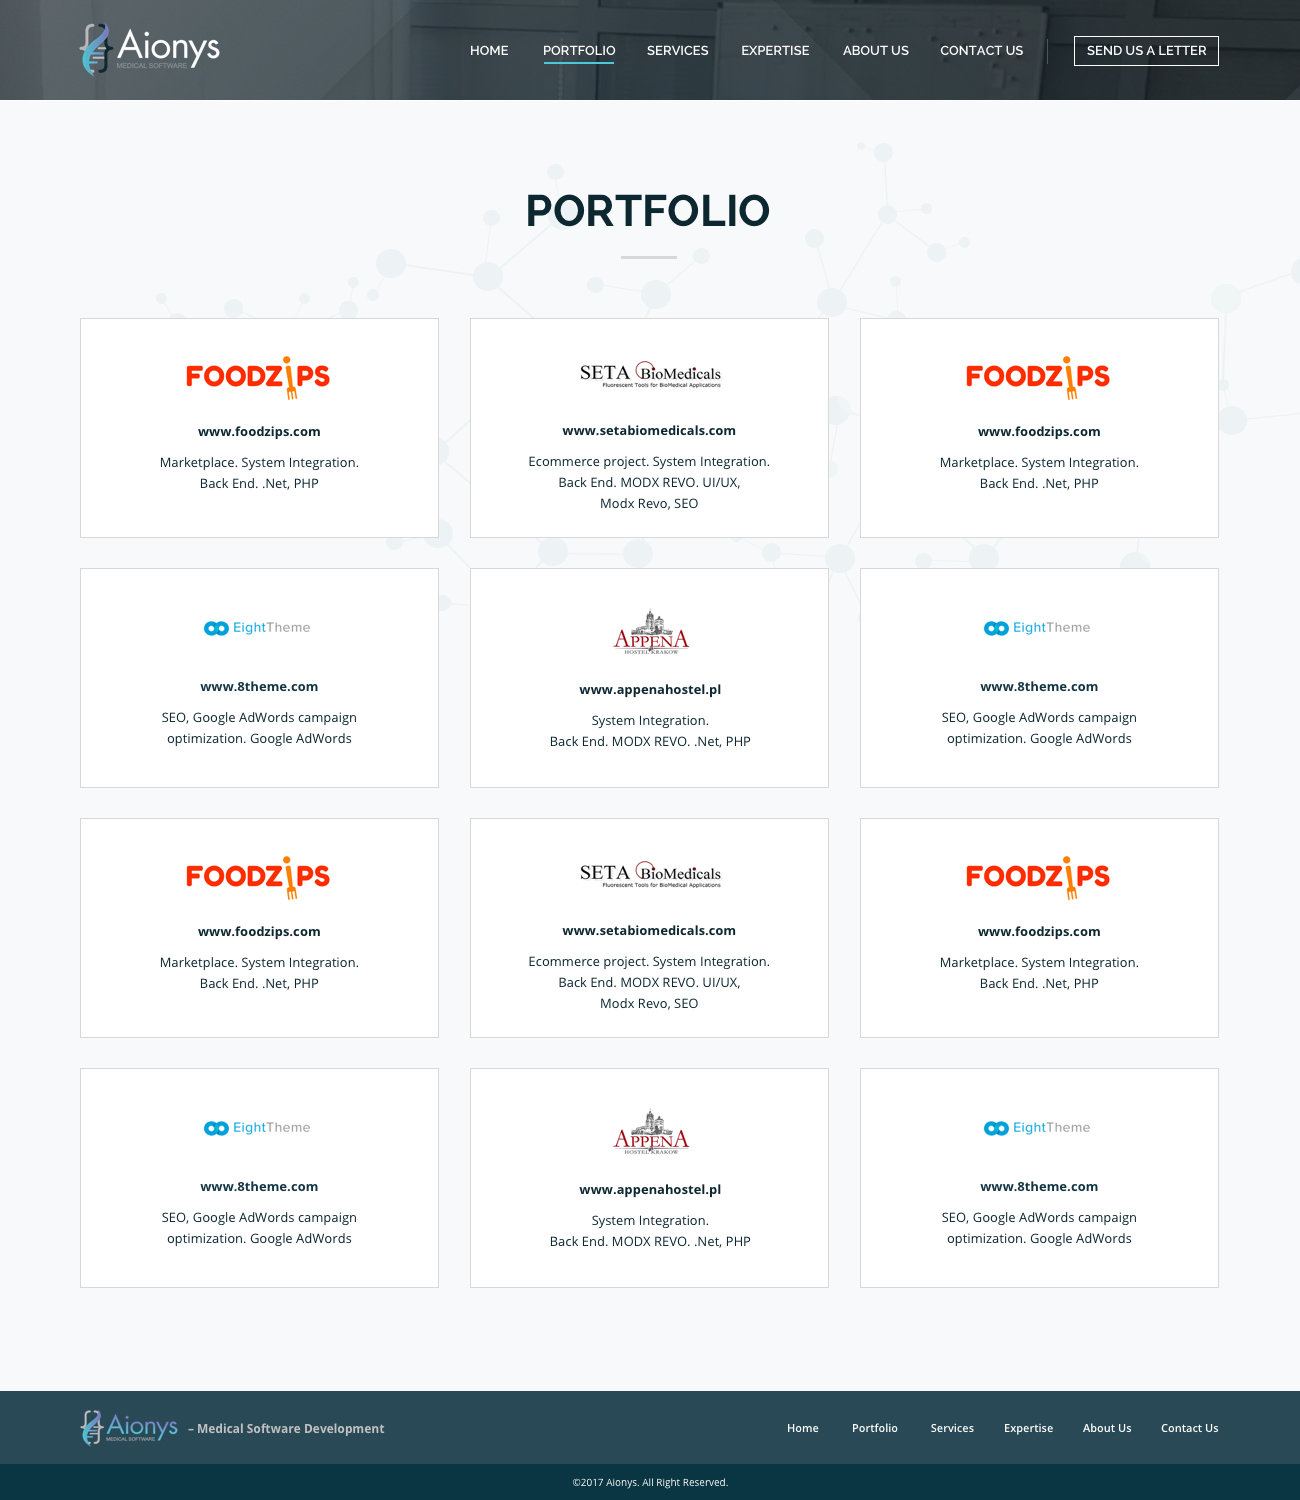 Aionys
MEDICAL SOFTWARE
HOME PORTFOLIO SERVICES EXPERTISE ABOUT US CONTACT US SEND US A LETTER
PORTFOLIO
FOODZiPS
www.foodzips.com
Marketplace. System Integration.
Back End. .Net, PHP
SETA BioMedicals
Fluorescent Tools for BioMedical Applications
www.setabiomedicals.com
Ecommerce project. System Integration.
Back End. MODX REVO. UI/UX,
Modx Revo, SEO
FOODZiPS
www.foodzips.com
Marketplace. System Integration.
Back End. .Net, PHP
EightTheme
www.8theme.com
SEO, Google AdWords campaign
optimization. Google AdWords
APPENA
HOSTEL KRAKOW
www.appenahostel.pl
System Integration.
Back End. MODX REVO. .Net, PHP
EightTheme
www.8theme.com
SEO, Google AdWords campaign
optimization. Google AdWords
FOODZiPS
www.foodzips.com
Marketplace. System Integration.
Back End. .Net, PHP
SETA BioMedicals
Fluorescent Tools for BioMedical Applications
www.setabiomedicals.com
Ecommerce project. System Integration.
Back End. MODX REVO. UI/UX,
Modx Revo, SEO
FOODZiPS
www.foodzips.com
Marketplace. System Integration.
Back End. .Net, PHP
EightTheme
www.8theme.com
SEO, Google AdWords campaign
optimization. Google AdWords
APPENA
HOSTEL KRAKOW
www.appenahostel.pl
System Integration.
Back End. MODX REVO. .Net, PHP
EightTheme
www.8theme.com
SEO, Google AdWords campaign
optimization. Google AdWords
Aionys
MEDICAL SOFTWARE
– Medical Software Development
Home Portfolio Services Expertise About Us Contact Us
©2017 Aionys. All Right Reserved.